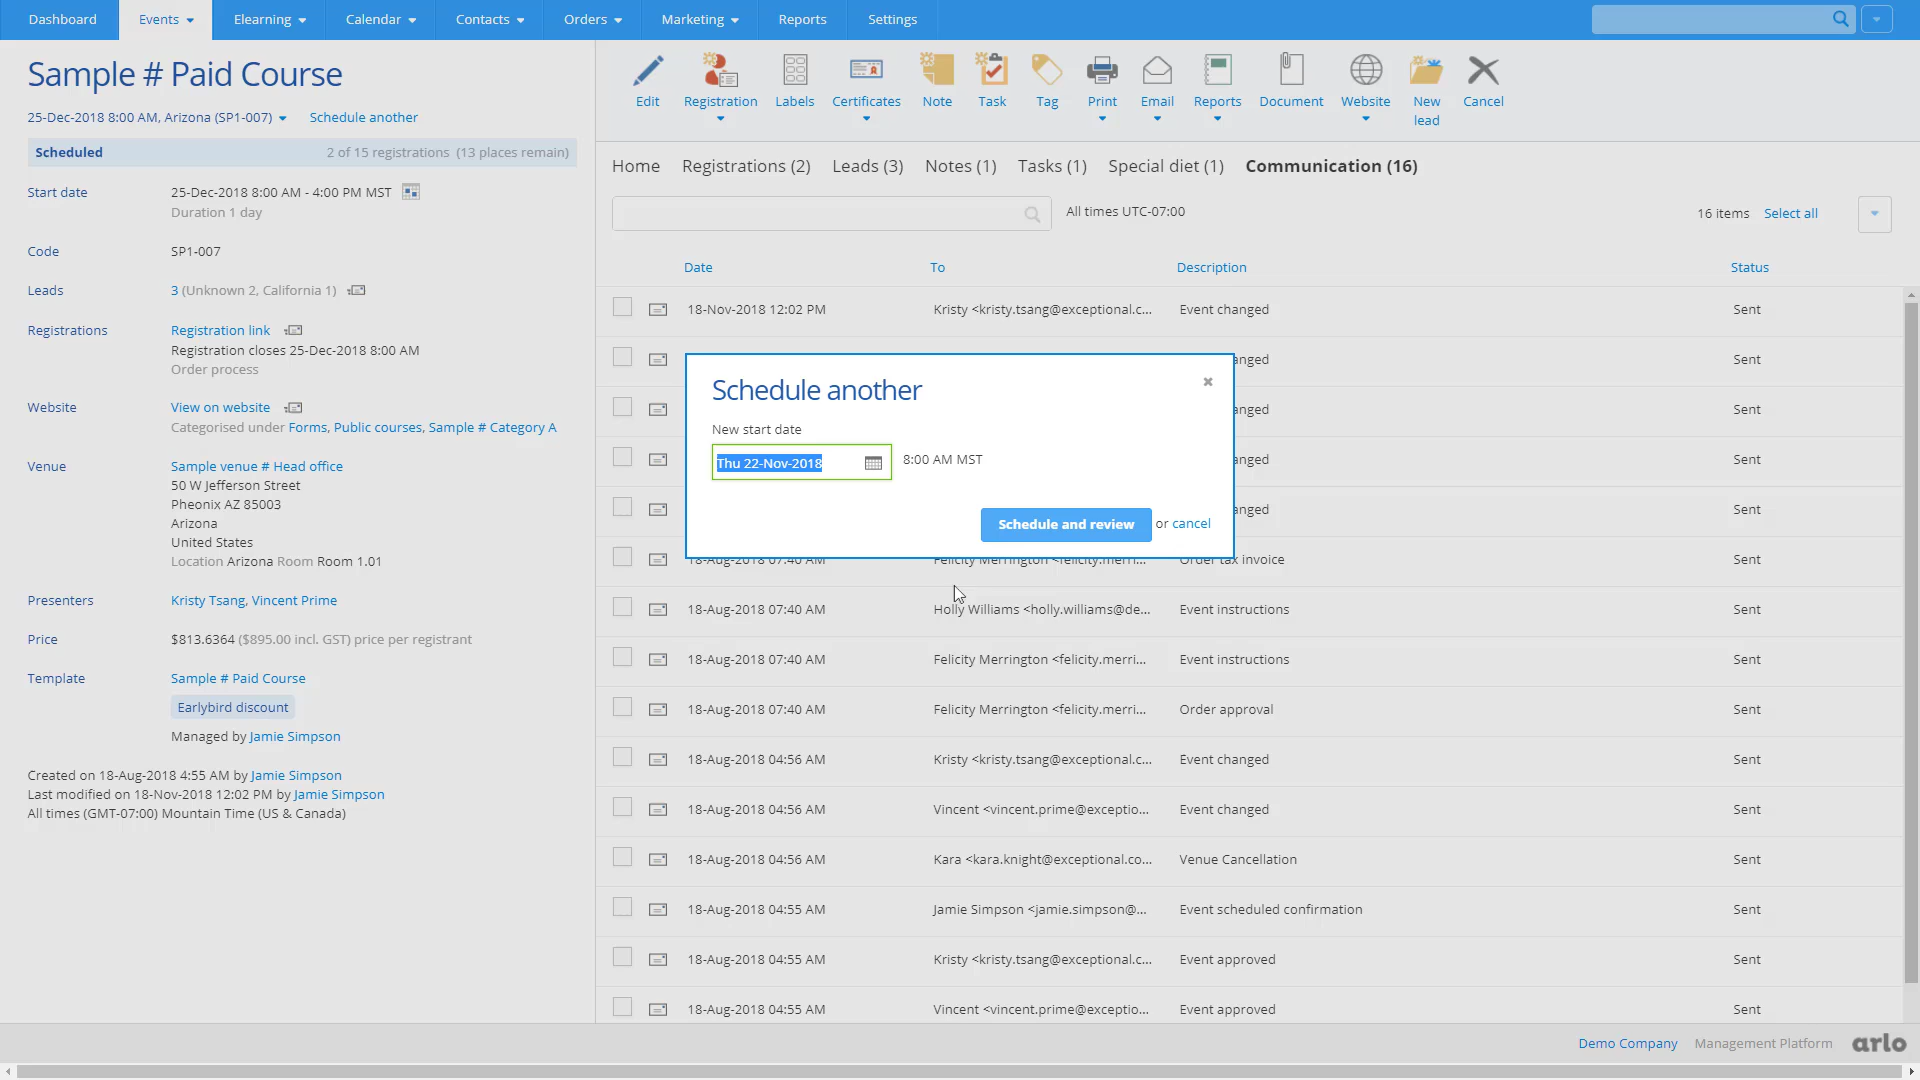 Dashboard Events Elearning Calendar Contacts Orders Marketing Reports Settings
Sample # Paid Course
25-Dec-2018 8:00 AM, Arizona (SP1-007) Schedule another
Scheduled 2 of 15 registrations (13 places remain)
Start date 25-Dec-2018 8:00 AM - 4:00 PM MST
Duration 1 day
Code SP1-007
Leads 3 (Unknown 2, California 1)
Registrations Registration link
Registration closes 25-Dec-2018 8:00 AM
Order process
Website View on website
Categorised under Forms, Public courses, Sample # Category A
Venue Sample venue # Head office
50 W Jefferson Street
Pheonix AZ 85003
Arizona
United States
Location Arizona Room Room 1.01
Presenters Kristy Tsang, Vincent Prime
Price $813.6364 ($895.00 incl. GST) price per registrant
Template Sample # Paid Course
Earlybird discount
Managed by Jamie Simpson
Created on 18-Aug-2018 4:55 AM by Jamie Simpson
Last modified on 18-Nov-2018 12:02 PM by Jamie Simpson
All times (GMT-07:00) Mountain Time (US & Canada)
Edit Registration Labels Certificates Note Task Tag Print Email Reports Document Website New lead Cancel
Home Registrations (2) Leads (3) Notes (1) Tasks (1) Special diet (1) Communication (16)
All times UTC-07:00 16 items Select all
Date To Description Status
18-Nov-2018 12:02 PM Kristy <kristy.tsang@exceptional.c... Event changed Sent
anged Sent
anged Sent
anged Sent
anged Sent
Schedule another
New start date
Thu 22-Nov-2018 8:00 AM MST
Schedule and review or cancel
18-Aug-2018 07:40 AM Felicity Merrington <felicity.merri... Order tax invoice Sent
18-Aug-2018 07:40 AM Holly Williams <holly.williams@de... Event instructions Sent
18-Aug-2018 07:40 AM Felicity Merrington <felicity.merri... Event instructions Sent
18-Aug-2018 07:40 AM Felicity Merrington <felicity.merri... Order approval Sent
18-Aug-2018 04:56 AM Kristy <kristy.tsang@exceptional.c... Event changed Sent
18-Aug-2018 04:56 AM Vincent <vincent.prime@exceptio... Event changed Sent
18-Aug-2018 04:56 AM Kara <kara.knight@exceptional.co... Venue Cancellation Sent
18-Aug-2018 04:55 AM Jamie Simpson <jamie.simpson@... Event scheduled confirmation Sent
18-Aug-2018 04:55 AM Kristy <kristy.tsang@exceptional.c... Event approved Sent
18-Aug-2018 04:55 AM Vincent <vincent.prime@exceptio... Event approved Sent
Demo Company Management Platform arlo